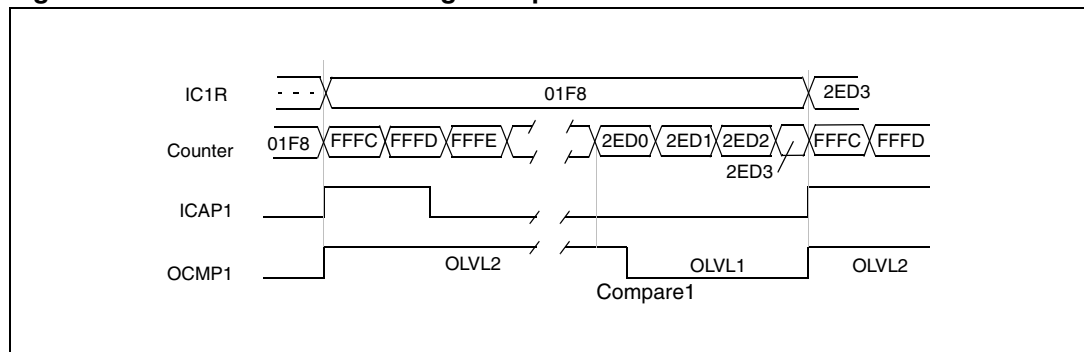 IC1R - - - 01F8 2ED3
Counter 01F8 FFFC FFFD FFFE 2ED0 2ED1 2ED2 FFFC FFFD
2ED3
ICAP1
OCMP1 OLVL2 OLVL1 OLVL2
Compare1